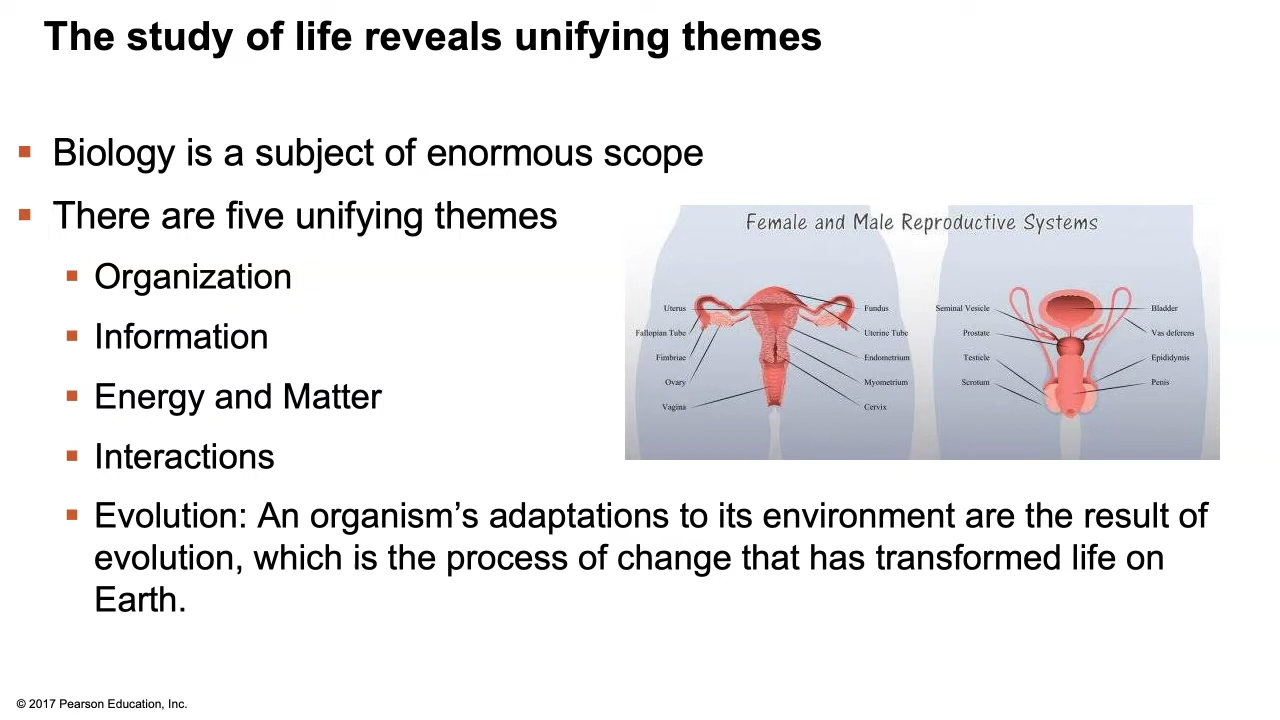 The study of life reveals unifying themes
▪ Biology is a subject of enormous scope
▪ There are five unifying themes
▪ Organization
▪ Information
▪ Energy and Matter
▪ Interactions
▪ Evolution: An organism’s adaptations to its environment are the result of
evolution, which is the process of change that has transformed life on
Earth.
Female and Male Reproductive Systems
Uterus
Fallopian Tube
Fimbriae
Ovary
Vagina
Fundus
Uterine Tube
Endometrium
Myometrium
Cervix
Seminal Vesicle
Prostate
Testicle
Scrotum
Bladder
Vas deferens
Epididymis
Penis
© 2017 Pearson Education, Inc.